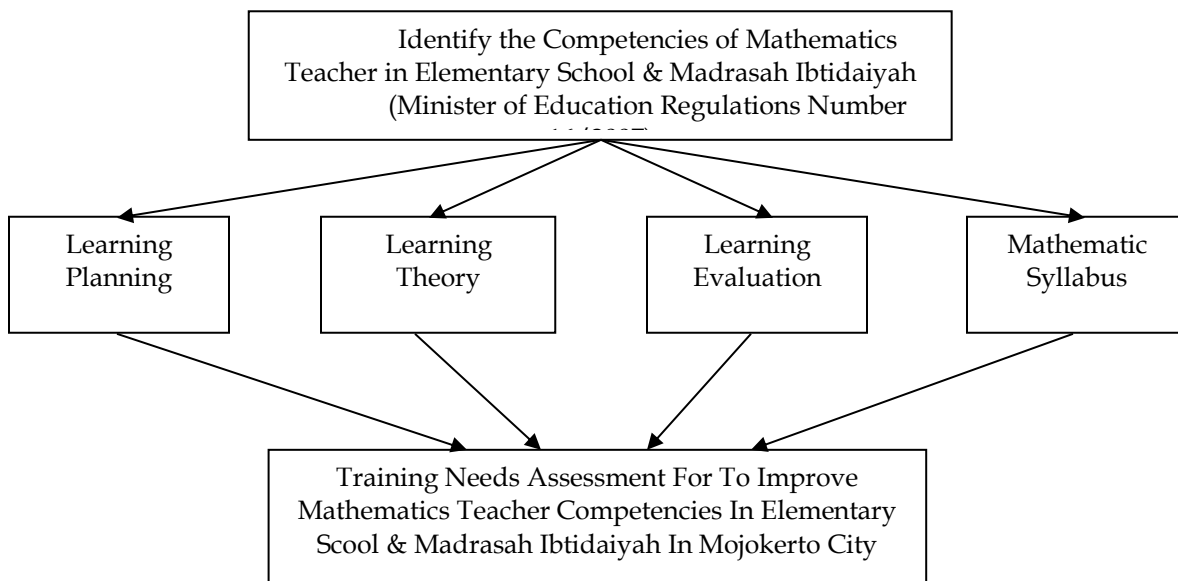 Identify the Competencies of Mathematics
Teacher in Elementary School & Madrasah Ibtidaiyah
(Minister of Education Regulations Number
Learning
Planning
Learning
Theory
Learning
Evaluation
Mathematic
Syllabus
Training Needs Assessment For To Improve
Mathematics Teacher Competencies In Elementary
Scool & Madrasah Ibtidaiyah In Mojokerto City